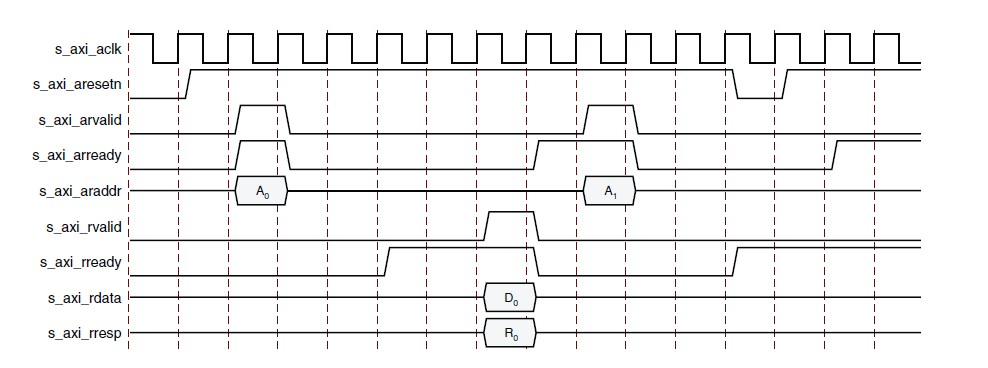 s_axi_aclk
s_axi_aresetn
s_axi_arvalid
s_axi_arready
s_axi_araddr A₀ A₁
s_axi_rvalid
s_axi_rready
s_axi_rdata D₀
s_axi_rresp R₀